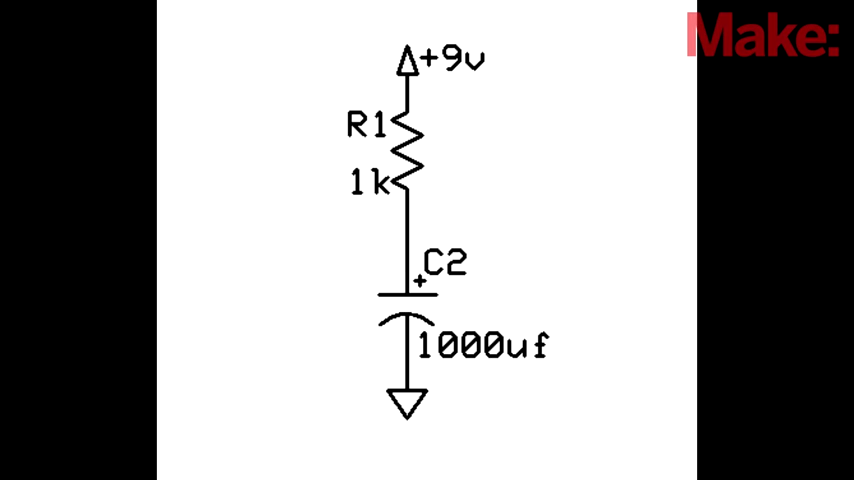 Make:
+9v
R1
1k
C2
+
1000uf